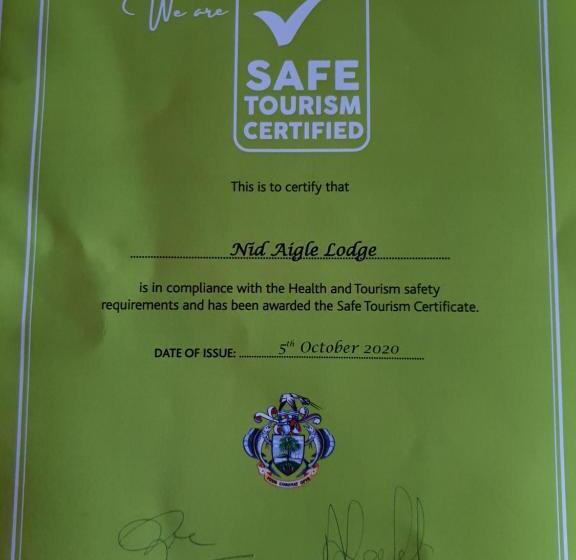 We are
SAFE
TOURISM
CERTIFIED
This is to certify that
Nid Aigle Lodge
is in compliance with the Health and Tourism safety
requirements and has been awarded the Safe Tourism Certificate.
DATE OF ISSUE: 5th October 2020